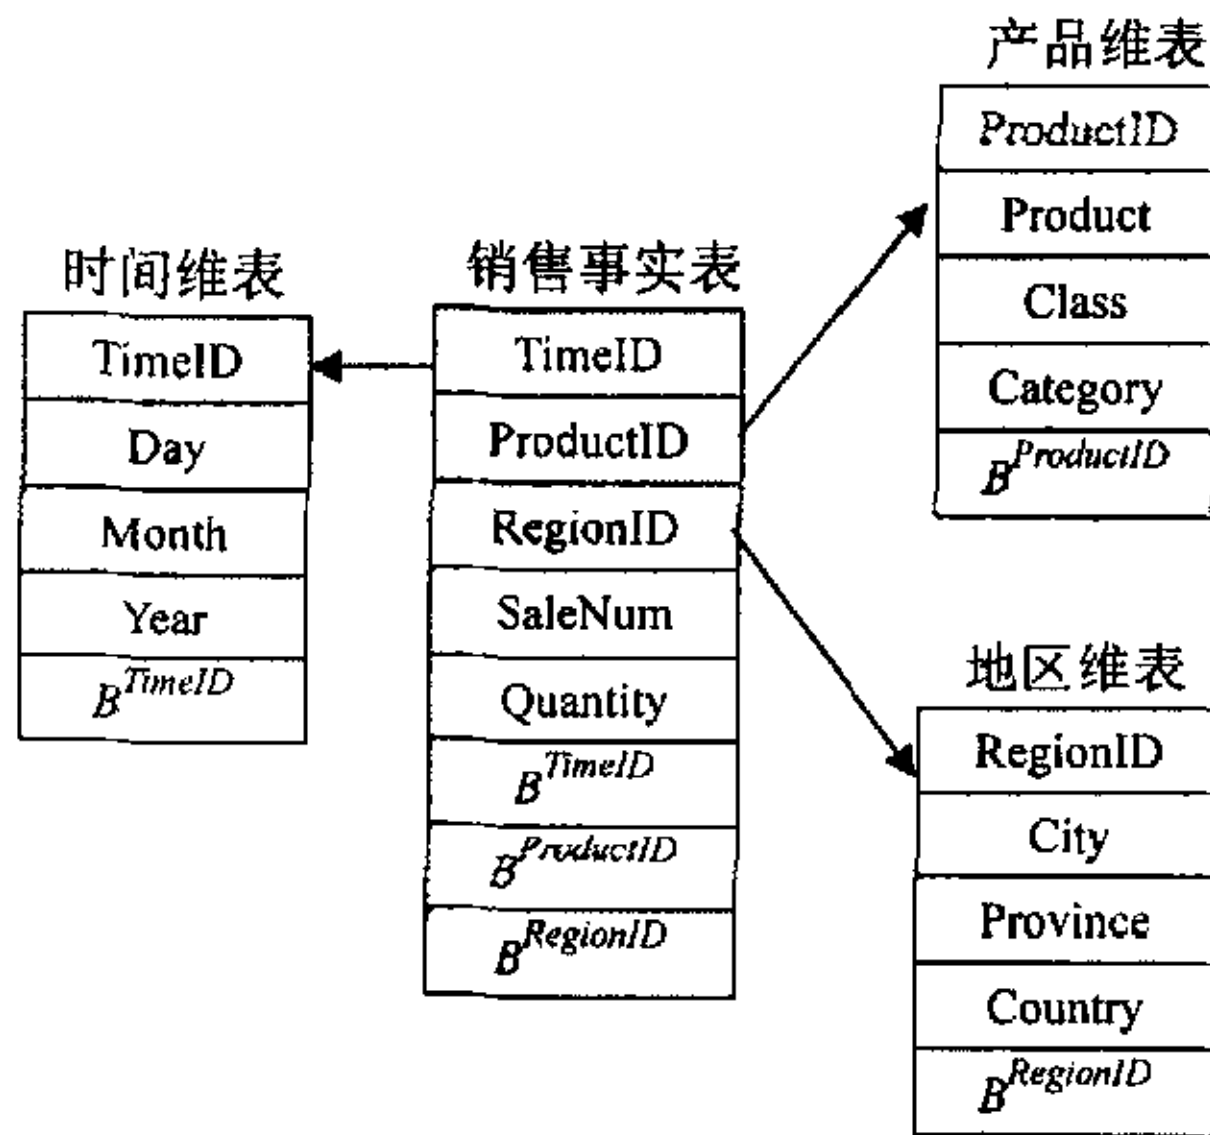 时间维表
TimeID
Day
Month
Year
B^TimeID
销售事实表
TimeID
ProductID
RegionID
SaleNum
Quantity
B^TimeID
B^ProductID
B^RegionID
产品维表
ProductID
Product
Class
Category
B^ProductID
地区维表
RegionID
City
Province
Country
B^RegionID